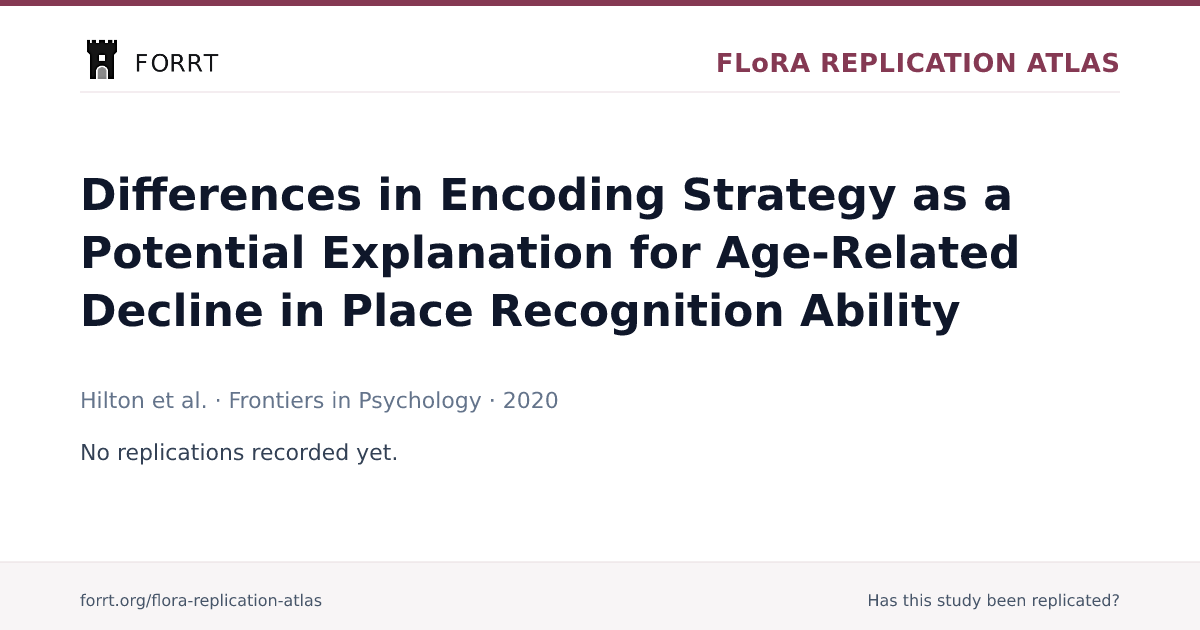 FORRT
FLoRA REPLICATION ATLAS
Differences in Encoding Strategy as a
Potential Explanation for Age-Related
Decline in Place Recognition Ability
Hilton et al. · Frontiers in Psychology · 2020
No replications recorded yet.
forrt.org/flora-replication-atlas
Has this study been replicated?